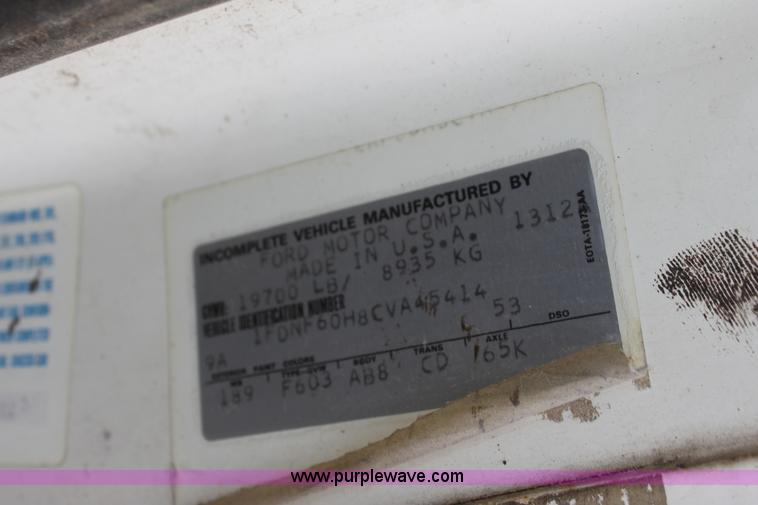 INCOMPLETE VEHICLE MANUFACTURED BY
FORD MOTOR COMPANY
MADE IN U.S.A. 1312
GVWR: 19700 LB/ 8935 KG
VEHICLE IDENTIFICATION NUMBER
1FDNF60H8CVA45414
9A 53
EXTERIOR PAINT COLORS DSO
WB TYPE-GVW BODY TRANS AXLE
189 F603 AB8 CD 65K
EOTA-18173-AA
www.purplewave.com